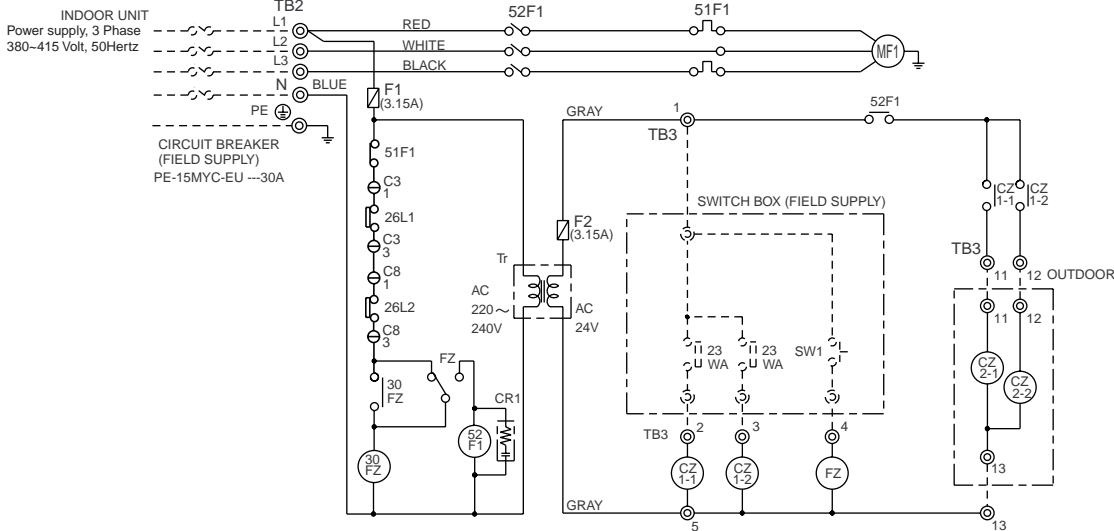 INDOOR UNIT
Power supply, 3 Phase
380~415 Volt, 50Hertz
TB2
L1
L2
L3
N
PE
RED
WHITE
BLACK
BLUE
52F1
51F1
MF1
CIRCUIT BREAKER
(FIELD SUPPLY)
PE-15MYC-EU ---30A
F1
(3.15A)
51F1
C3
1
26L1
C3
3
C8
1
26L2
C8
3
30
FZ
FZ
CR1
30
FZ
52
F1
Tr
AC
220~
240V
AC
24V
GRAY
F2
(3.15A)
GRAY
1
TB3
52F1
SWITCH BOX (FIELD SUPPLY)
23
WA
23
WA
SW1
TB3
2
3
4
CZ
1-1
CZ
1-2
FZ
5
CZ
1-1
CZ
1-2
TB3
11
12
OUTDOOR
11
12
CZ
2-1
CZ
2-2
13
13